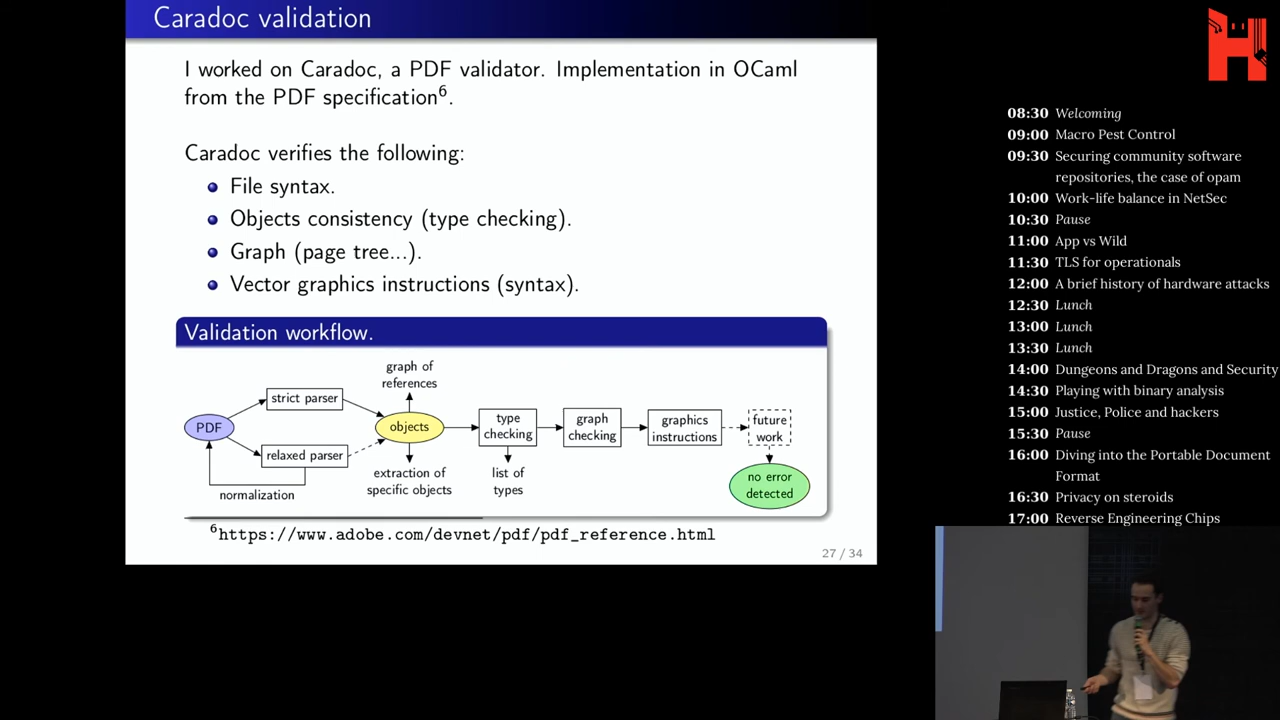 Caradoc validation
I worked on Caradoc, a PDF validator. Implementation in OCaml
from the PDF specification⁶.
Caradoc verifies the following:
File syntax.
Objects consistency (type checking).
Graph (page tree...).
Vector graphics instructions (syntax).
Validation workflow.
graph of
references
strict parser
PDF
objects
type
checking
graph
checking
graphics
instructions
future
work
relaxed parser
normalization
extraction of
specific objects
list of
types
no error
detected
⁶https://www.adobe.com/devnet/pdf/pdf_reference.html
27 / 34
08:30 Welcoming
09:00 Macro Pest Control
09:30 Securing community software
repositories, the case of opam
10:00 Work-life balance in NetSec
10:30 Pause
11:00 App vs Wild
11:30 TLS for operationals
12:00 A brief history of hardware attacks
12:30 Lunch
13:00 Lunch
13:30 Lunch
14:00 Dungeons and Dragons and Security
14:30 Playing with binary analysis
15:00 Justice, Police and hackers
15:30 Pause
16:00 Diving into the Portable Document
Format
16:30 Privacy on steroids
17:00 Reverse Engineering Chips